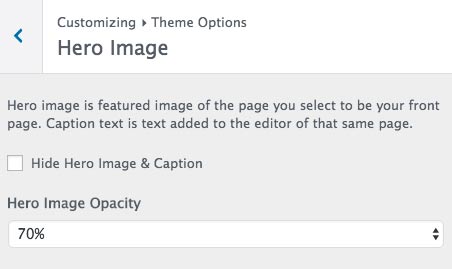 Customizing ▸ Theme Options
Hero Image
Hero image is featured image of the page you select to be your front
page. Caption text is text added to the editor of that same page.
Hide Hero Image & Caption
Hero Image Opacity
70%